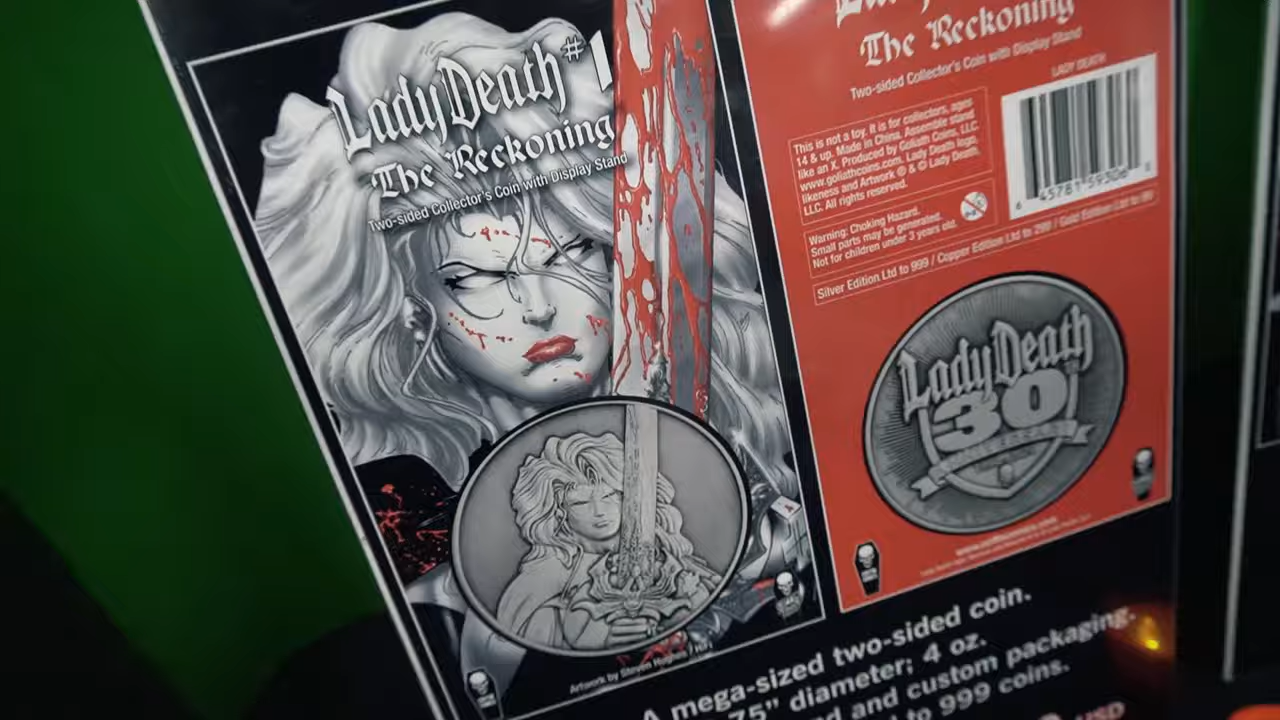 Lady Death #1
The Reckoning
Two-sided Collector's Coin with Display Stand
Artwork by Steven Hughes /
Lady Death
The Reckoning
Two-sided Collector's Coin with Display Stand
LADY DEATH
This is not a toy. It is for collectors, ages
14 & up. Made in China. Assemble stand
like an X. Produced by Goliath Coins, LLC.
www.goliathcoins.com. Lady Death logo,
likeness and Artwork ® & © Lady Death,
LLC. All rights reserved.
Warning: Choking Hazard.
Small parts may be generated.
Not for children under 3 years old.
Silver Edition Ltd to 999 / Copper Edition Ltd to 299 / Gold Edition Ltd to 99
Lady Death
30
A mega-sized two-sided coin.
75" diameter; 4 oz.
and custom packaging.
to 999 coins.
USD